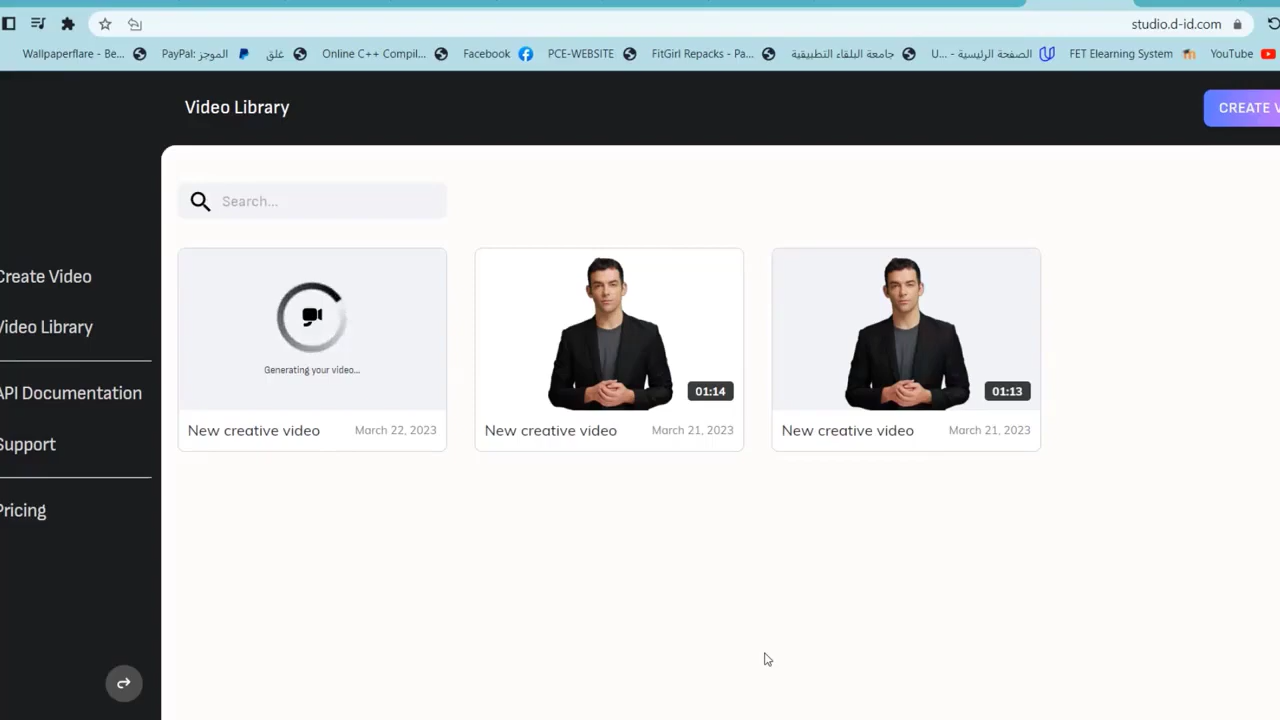 studio.d-id.com
Wallpaperflare - Be...
PayPal: الموجز
علق
Online C++ Compil...
Facebook
PCE-WEBSITE
FitGirl Repacks - Pa...
جامعة البلقاء التطبيقية
الصفحة الرئيسية - U...
FET Elearning System
YouTube
Video Library
CREATE V
Search...
Create Video
Video Library
API Documentation
Support
Pricing
Generating your video...
New creative video
March 22, 2023
01:14
New creative video
March 21, 2023
01:13
New creative video
March 21, 2023